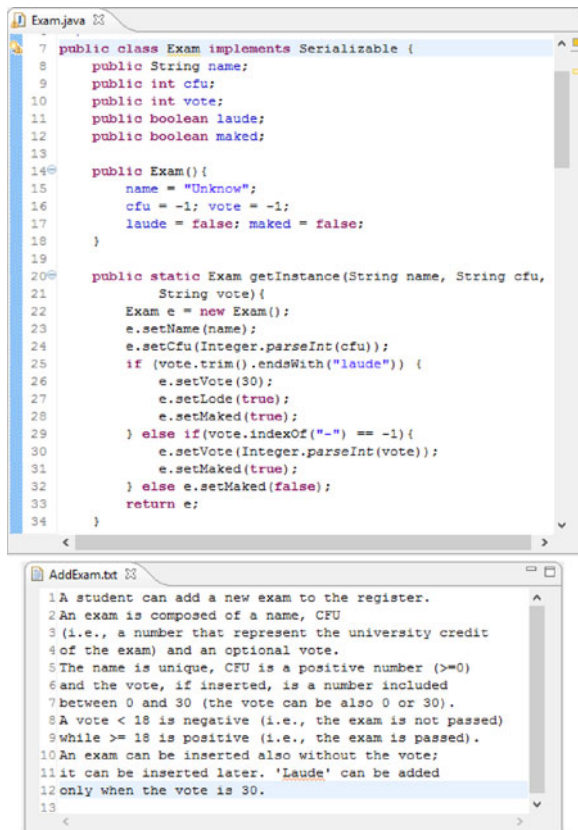 Exam.java
7 public class Exam implements Serializable {
8 public String name;
9 public int cfu;
10 public int vote;
11 public boolean laude;
12 public boolean maked;
13
14 public Exam(){
15 name = "Unknow";
16 cfu = -1; vote = -1;
17 laude = false; maked = false;
18 }
19
20 public static Exam getInstance(String name, String cfu,
21 String vote){
22 Exam e = new Exam();
23 e.setName(name);
24 e.setCfu(Integer.parseInt(cfu));
25 if (vote.trim().endsWith("laude")) {
26 e.setVote(30);
27 e.setLode(true);
28 e.setMaked(true);
29 } else if(vote.indexOf("-") == -1){
30 e.setVote(Integer.parseInt(vote));
31 e.setMaked(true);
32 } else e.setMaked(false);
33 return e;
34 }
AddExam.txt
1 A student can add a new exam to the register.
2 An exam is composed of a name, CFU
3 (i.e., a number that represent the university credit
4 of the exam) and an optional vote.
5 The name is unique, CFU is a positive number (>=0)
6 and the vote, if inserted, is a number included
7 between 0 and 30 (the vote can be also 0 or 30).
8 A vote < 18 is negative (i.e., the exam is not passed)
9 while >= 18 is positive (i.e., the exam is passed).
10 An exam can be inserted also without the vote;
11 it can be inserted later. 'Laude' can be added
12 only when the vote is 30.
13